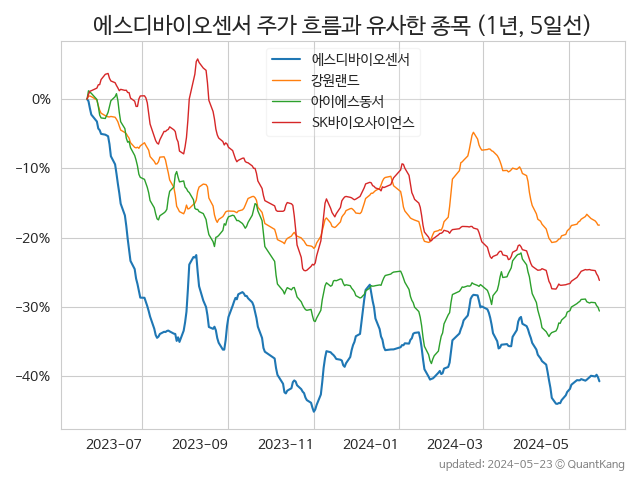 에스디바이오센서 주가 흐름과 유사한 종목 (1년, 5일선)
에스디바이오센서
강원랜드
아이에스동서
SK바이오사이언스
0%
−10%
−20%
−30%
−40%
2023-07 2023-09 2023-11 2024-01 2024-03 2024-05
updated: 2024-05-23 © QuantKang